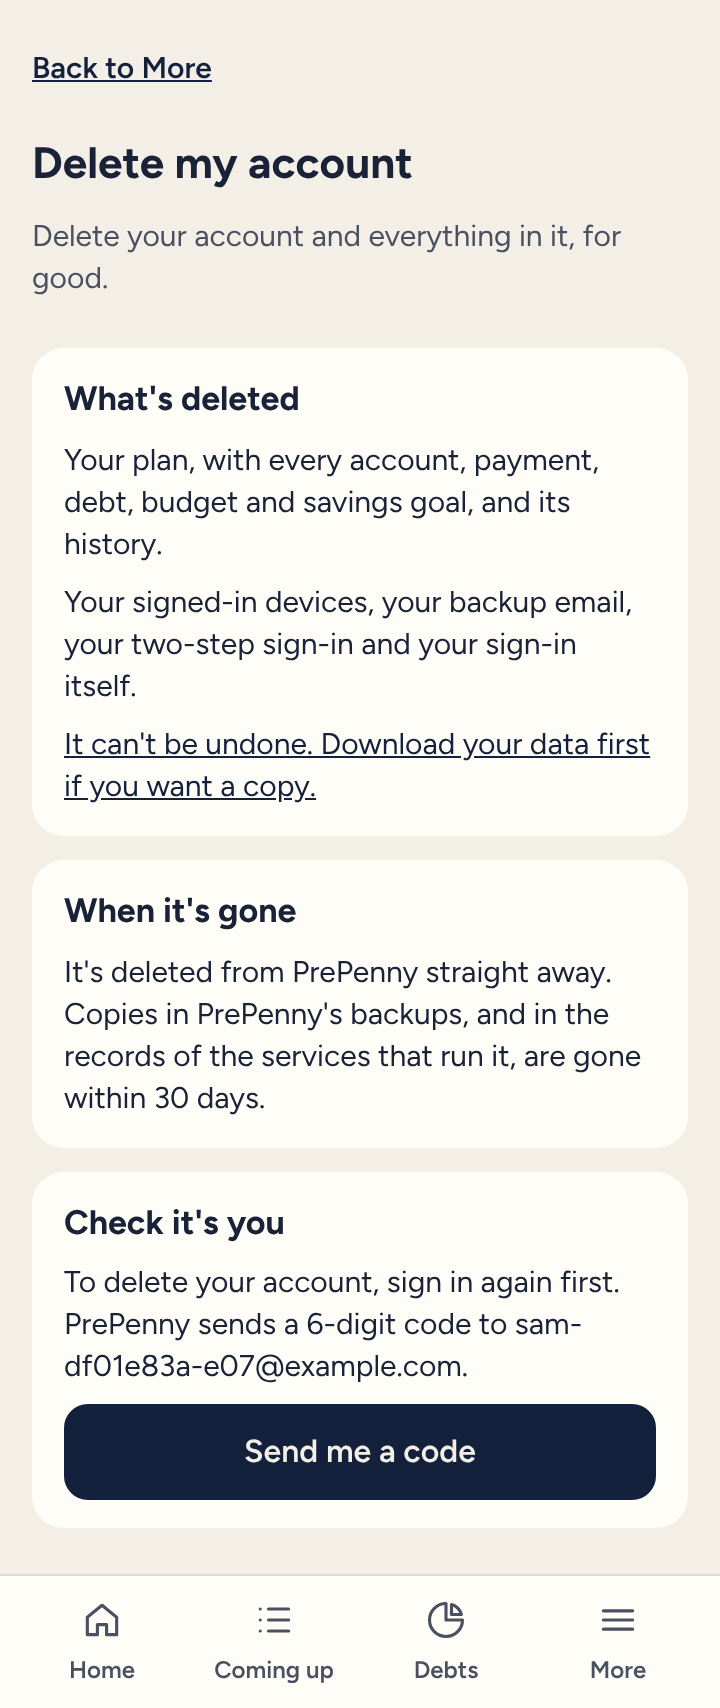 Back to More
Delete my account
Delete your account and everything in it, for
good.
What's deleted
Your plan, with every account, payment,
debt, budget and savings goal, and its
history.
Your signed-in devices, your backup email,
your two-step sign-in and your sign-in
itself.
It can't be undone. Download your data first
if you want a copy.
When it's gone
It's deleted from PrePenny straight away.
Copies in PrePenny's backups, and in the
records of the services that run it, are gone
within 30 days.
Check it's you
To delete your account, sign in again first.
PrePenny sends a 6-digit code to sam-
df01e83a-e07@example.com.
Send me a code
Home
Coming up
Debts
More